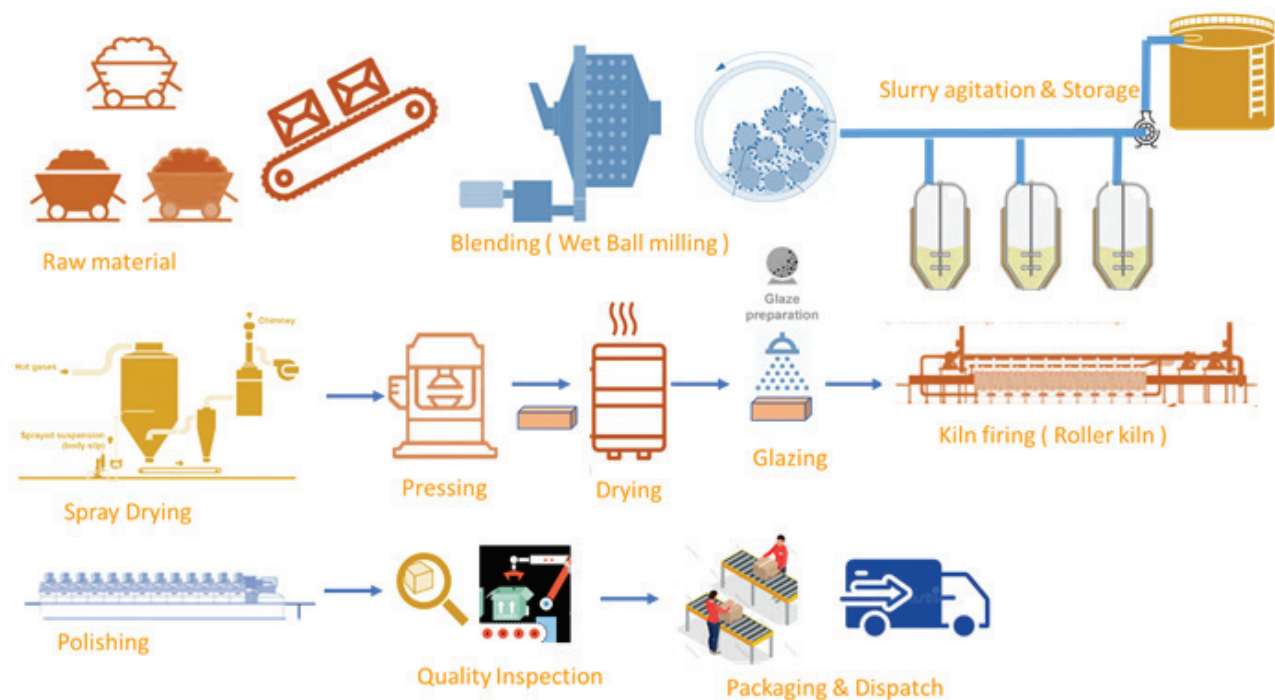 Slurry agitation & Storage
Raw material
Blending ( Wet Ball milling )
Glaze
preparation
Chimney
Hot gases
Sprayed suspension
(body slip)
Spray Drying
Pressing
Drying
Glazing
Kiln firing ( Roller kiln )
Polishing
Quality Inspection
Packaging & Dispatch